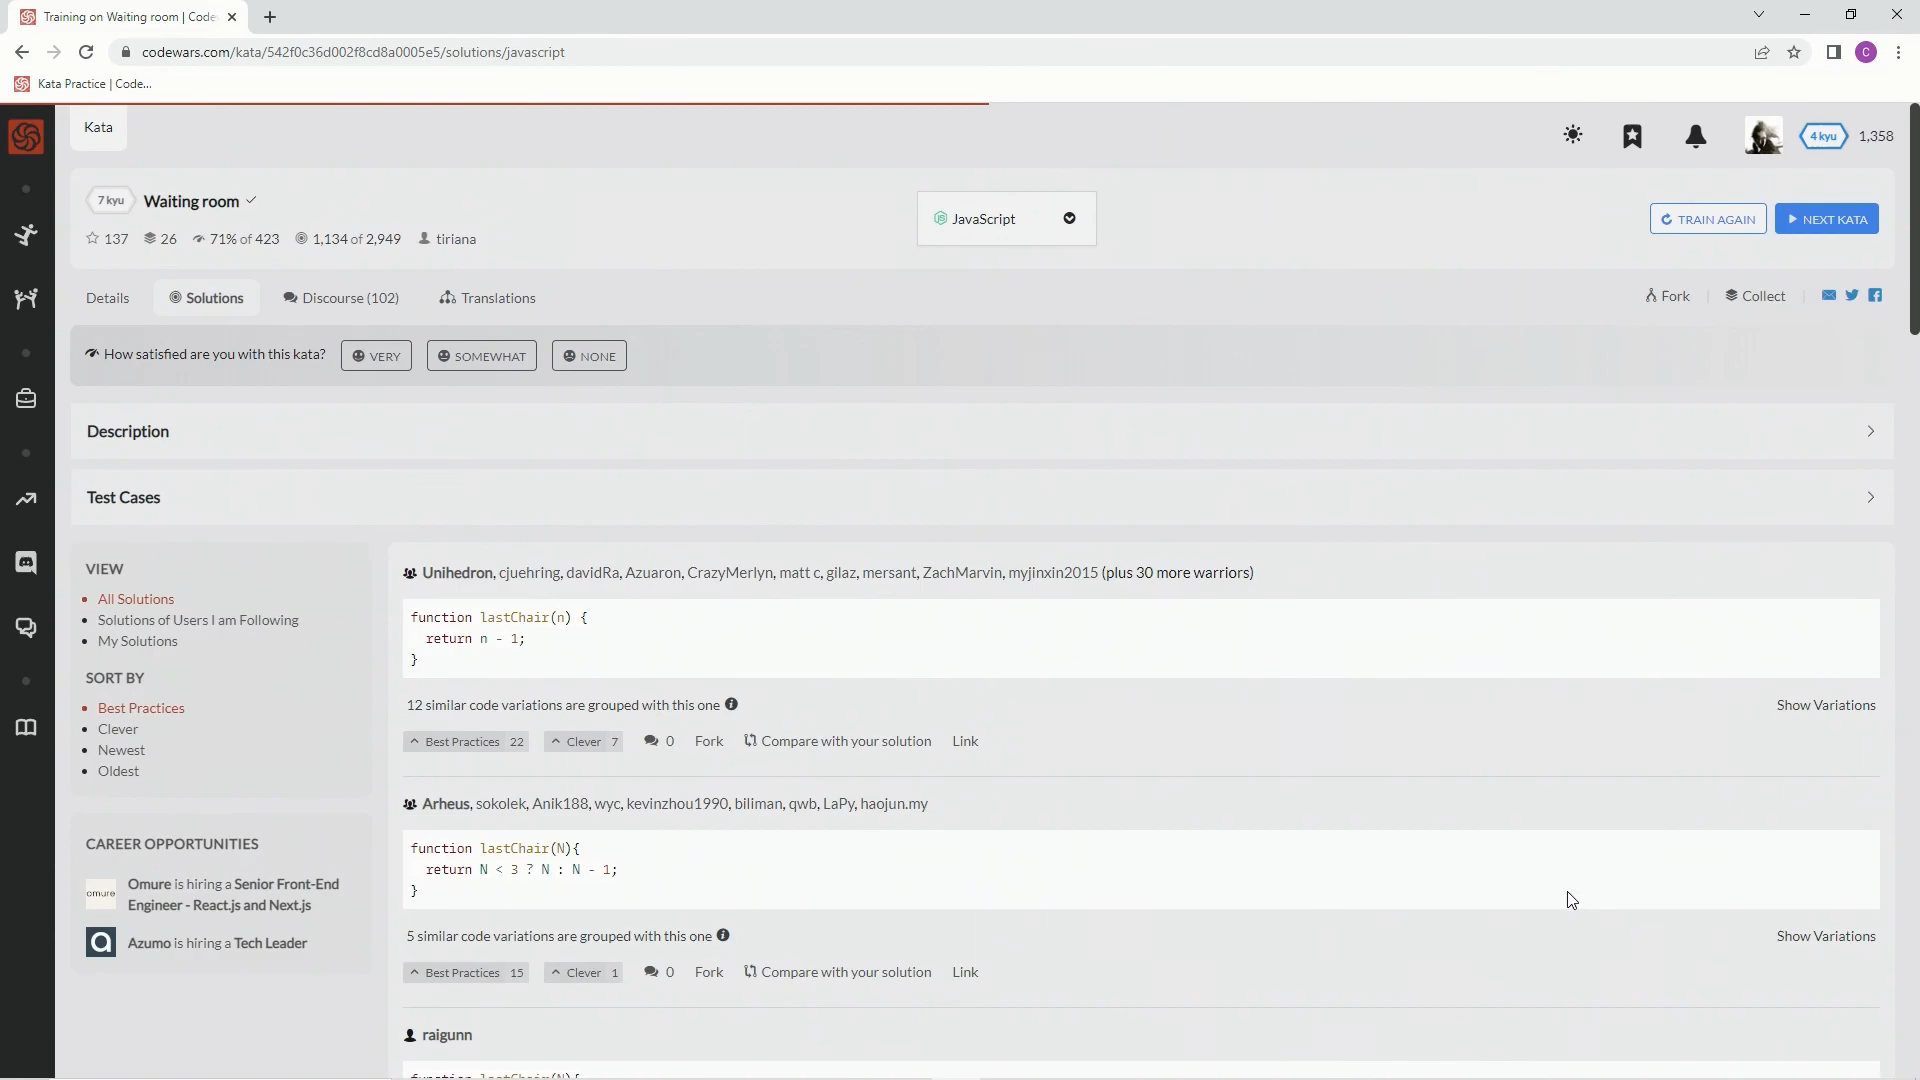 Training on Waiting room | Code
codewars.com/kata/542f0c36d002f8cd8a0005e5/solutions/javascript
C
Kata Practice | Code...
Kata
4 kyu
1,358
7 kyu
Waiting room
JavaScript
TRAIN AGAIN
NEXT KATA
137
26
71% of 423
1,134 of 2,949
tiriana
Details
Solutions
Discourse (102)
Translations
Fork
Collect
How satisfied are you with this kata?
VERY
SOMEWHAT
NONE
Description
Test Cases
VIEW
All Solutions
Solutions of Users I am Following
My Solutions
SORT BY
Best Practices
Clever
Newest
Oldest
CAREER OPPORTUNITIES
omure
Omure is hiring a Senior Front-End
Engineer - React.js and Next.js
Azumo is hiring a Tech Leader
Unihedron, cjuehring, davidRa, Azuaron, CrazyMerlyn, matt c, gilaz, mersant, ZachMarvin, myjinxin2015 (plus 30 more warriors)
function lastChair(n) {
return n - 1;
}
12 similar code variations are grouped with this one
Show Variations
Best Practices 22
Clever 7
0
Fork
Compare with your solution
Link
Arheus, sokolek, Anik188, wyc, kevinzhou1990, biliman, qwb, LaPy, haojun.my
function lastChair(N){
return N < 3 ? N : N - 1;
}
5 similar code variations are grouped with this one
Show Variations
Best Practices 15
Clever 1
0
Fork
Compare with your solution
Link
raigunn
function lastChair(N){